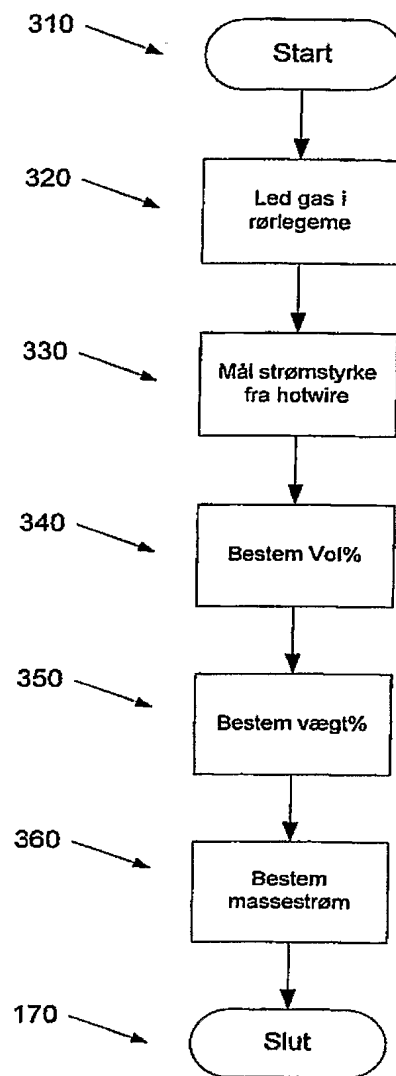 310
Start
320
Led gas i
rørlegeme
330
Mål strømstyrke
fra hotwire
340
Bestem Vol%
350
Bestem vægt%
360
Bestem
massestrøm
170
Slut